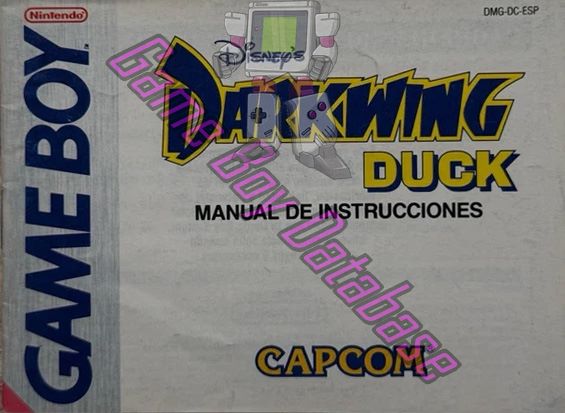 Nintendo
GAME BOY
DMG-DC-ESP
DISNEY'S
DARKWING
DUCK
MANUAL DE INSTRUCCIONES
CAPCOM
Game Boy Database